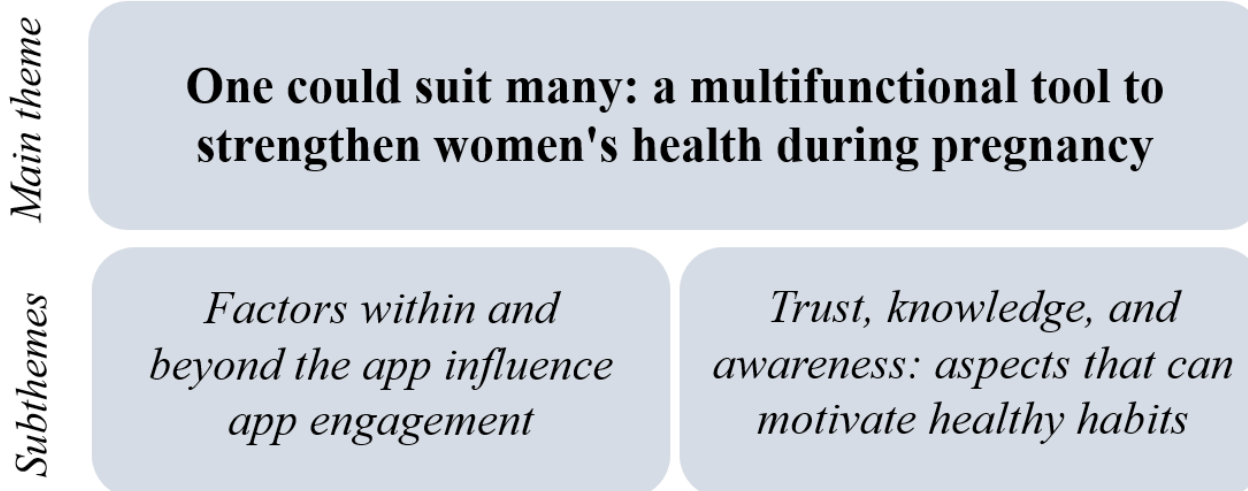 Main theme
One could suit many: a multifunctional tool to
strengthen women's health during pregnancy
Subthemes
Factors within and
beyond the app influence
app engagement
Trust, knowledge, and
awareness: aspects that can
motivate healthy habits